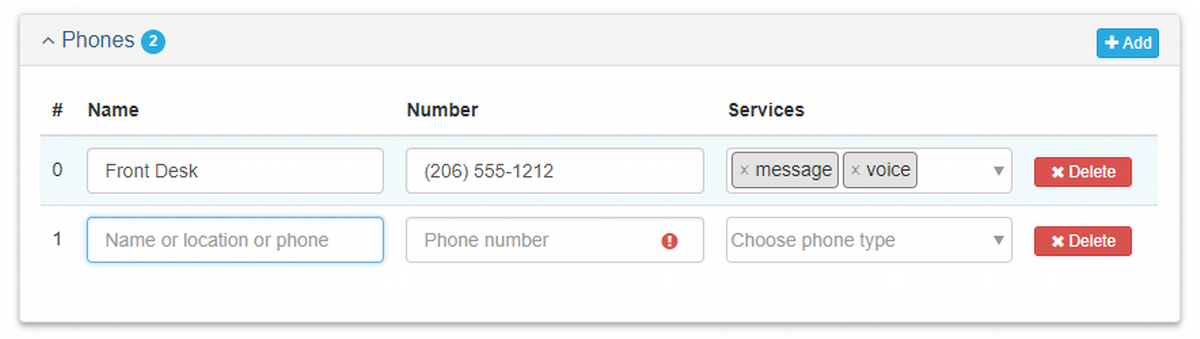 Phones 2
+ Add
# Name Number Services
0 Front Desk (206) 555-1212 × message × voice ▼ ✖ Delete
1 Name or location or phone Phone number Choose phone type ▼ ✖ Delete